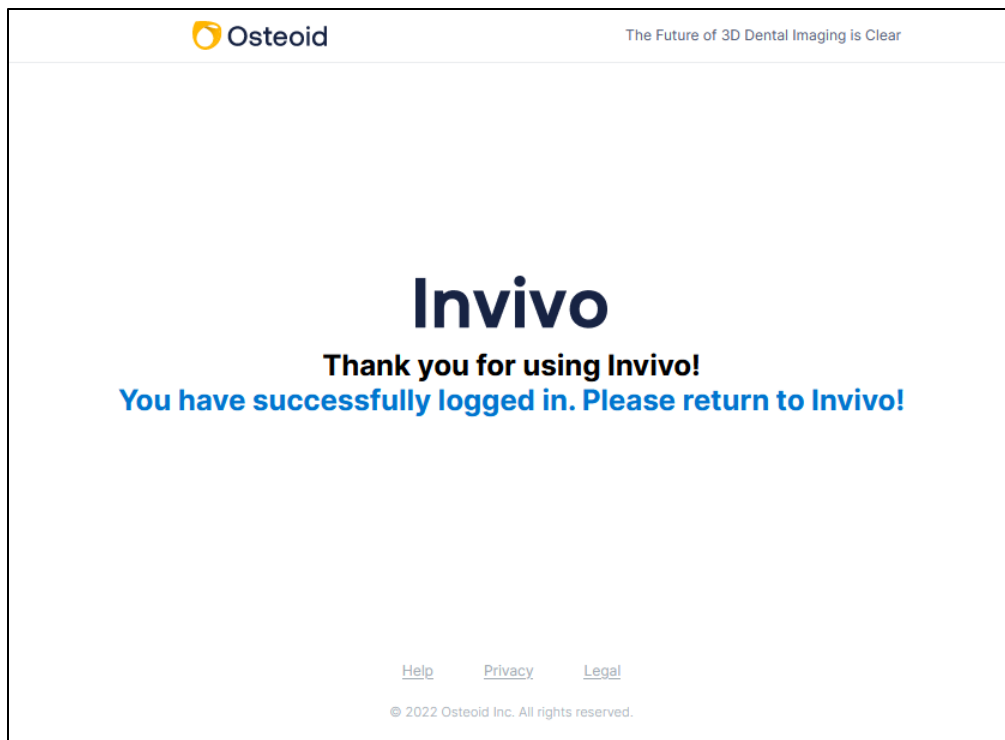 Osteoid
The Future of 3D Dental Imaging is Clear
Invivo
Thank you for using Invivo!
You have successfully logged in. Please return to Invivo!
Help Privacy Legal
© 2022 Osteoid Inc. All rights reserved.